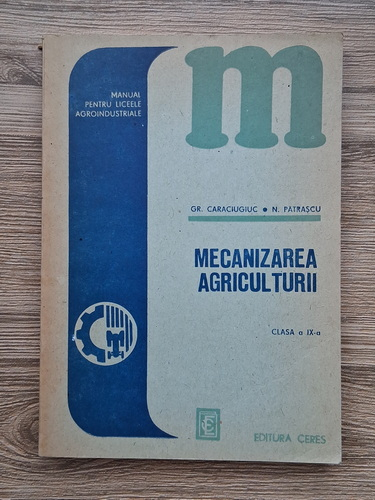 m
MANUAL
PENTRU LICEELE
AGROINDUSTRIALE
GR. CARACIUGIUC • N. PĂTRAȘCU
MECANIZAREA
AGRICULTURII
CLASA a IX-a
EDITURA CERES